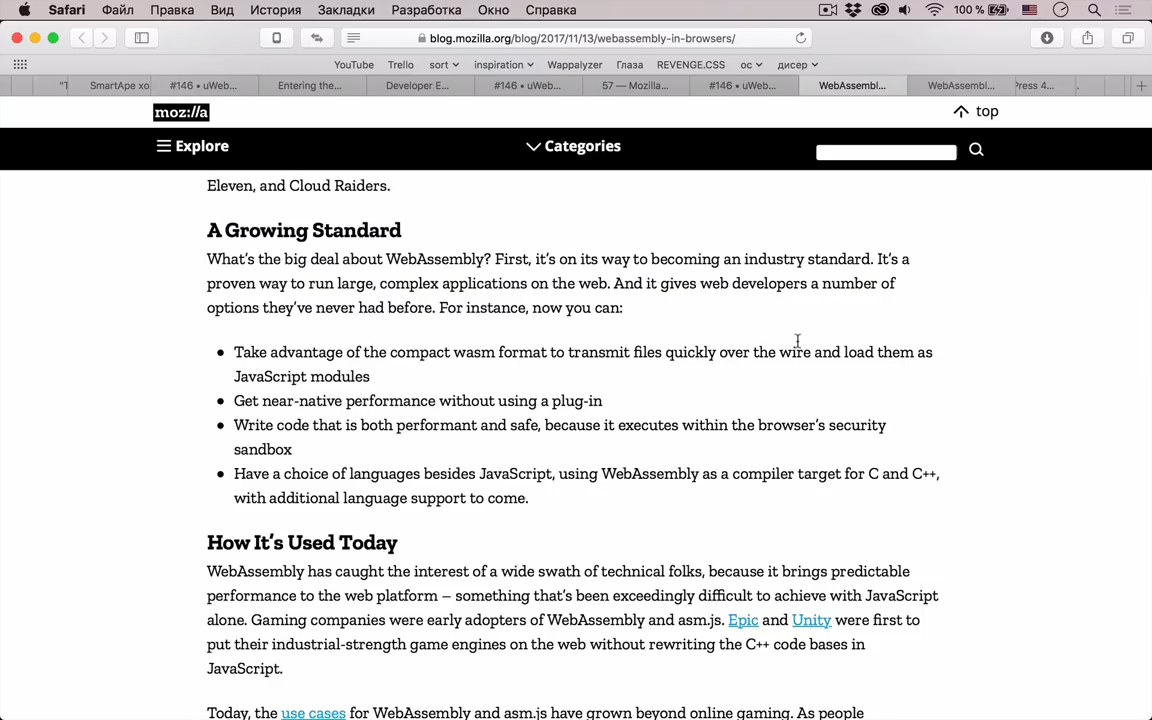 Safari Файл Правка Вид История Закладки Разработка Окно Справка 100 %
blog.mozilla.org/blog/2017/11/13/webassembly-in-browsers/
YouTube Trello sort inspiration Wappalyzer Глаза REVENGE.CSS ос дисер
"T SmartApe хо #146 • uWeb... Entering the... Developer E... #146 • uWeb... 57 — Mozilla... #146 • uWeb... WebAssembl... WebAssembl... Press 4...
moz://a top
Explore Categories
Eleven, and Cloud Raiders.
A Growing Standard
What's the big deal about WebAssembly? First, it's on its way to becoming an industry standard. It's a
proven way to run large, complex applications on the web. And it gives web developers a number of
options they've never had before. For instance, now you can:
• Take advantage of the compact wasm format to transmit files quickly over the wire and load them as
JavaScript modules
• Get near-native performance without using a plug-in
• Write code that is both performant and safe, because it executes within the browser's security
sandbox
• Have a choice of languages besides JavaScript, using WebAssembly as a compiler target for C and C++,
with additional language support to come.
How It's Used Today
WebAssembly has caught the interest of a wide swath of technical folks, because it brings predictable
performance to the web platform – something that's been exceedingly difficult to achieve with JavaScript
alone. Gaming companies were early adopters of WebAssembly and asm.js. Epic and Unity were first to
put their industrial-strength game engines on the web without rewriting the C++ code bases in
JavaScript.
Today, the use cases for WebAssembly and asm.js have grown beyond online gaming. As people